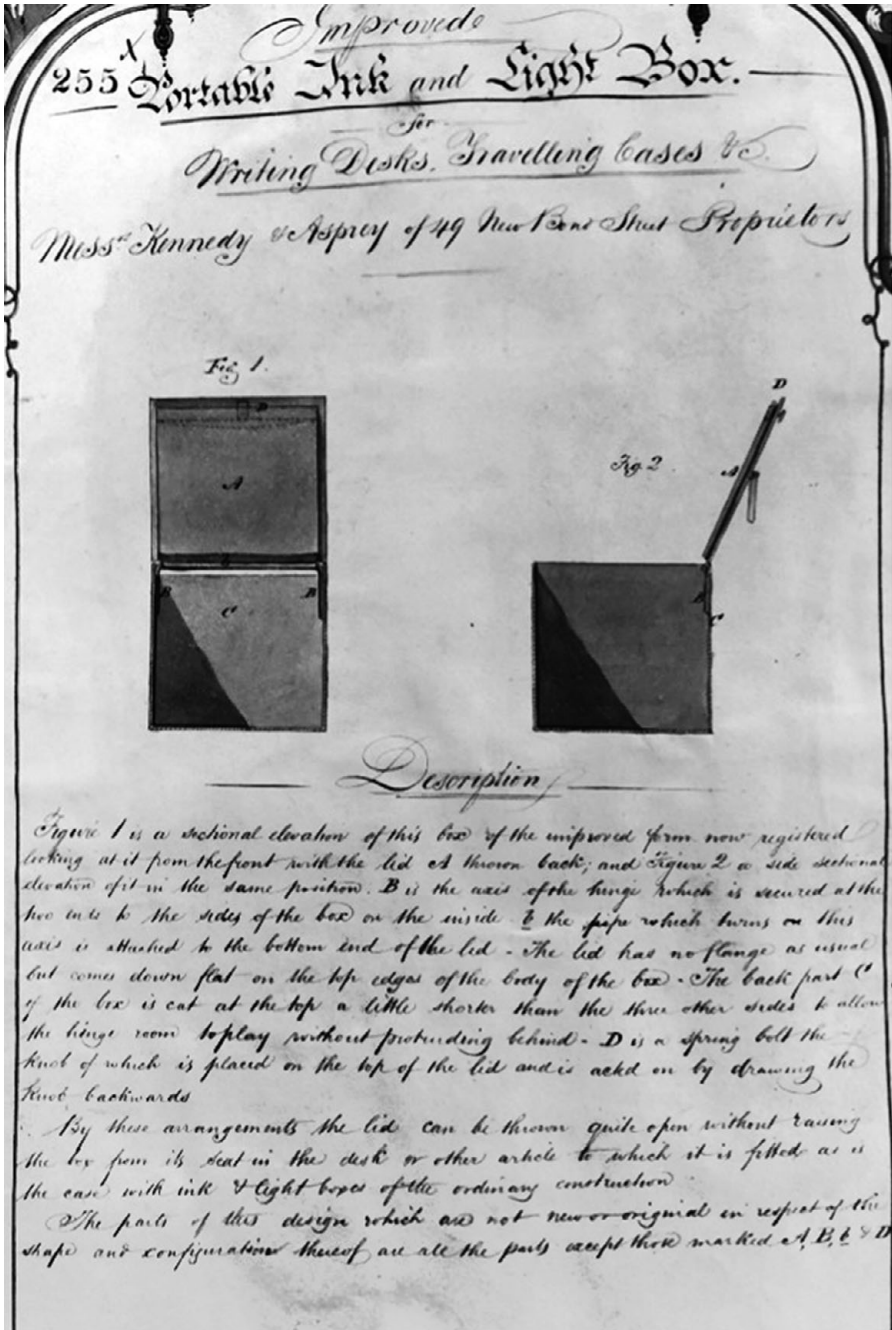 Improved
255 Portable Ink and Light Box.
for
Writing Desks, Travelling Cases &c.
Messrs Kennedy & Asprey of 49 New Bond Street Proprietors
Fig 1.
D
A
B B
C
Fig 2
D
A
B
C
Description
Figure 1 is a sectional elevation of this box of the improved form now registered
looking at it from the front with the lid A thrown back; and Figure 2 a side sectional
elevation of it in the same position. B is the axis of the hinge which is secured at the
two ends to the sides of the box on the inside b the pipe which turns on this
axis is attached to the bottom end of the lid - The lid has no flange as usual
but comes down flat on the top edges of the body of the box - The back part C
of the box is cut at the top a little shorter than the three other sides to allow
the hinge room to play without protruding behind - D is a spring bolt the
knob of which is placed on the top of the lid and is acted on by drawing the
Knob backwards
By these arrangements the lid can be thrown quite open without raising
the box from its seat in the desk or other article to which it is fitted as is
the case with ink & light boxes of the ordinary construction
The parts of this design which are not new or original in respect of the
shape and configuration thereof are all the parts except those marked A, B, b & D